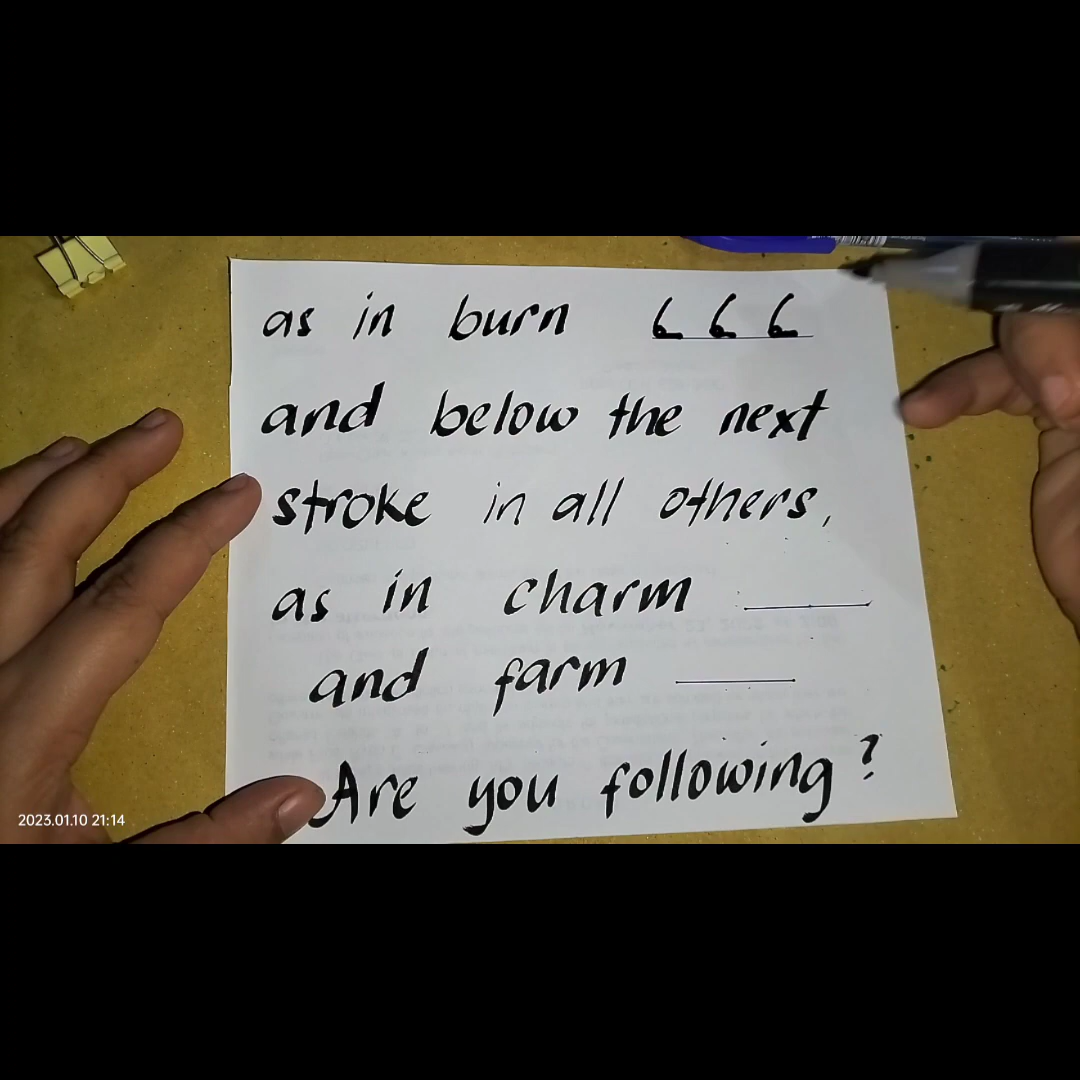 as in burn
and below the next
stroke in all others,
as in charm
and farm
Are you following?
2023.01.10 21:14